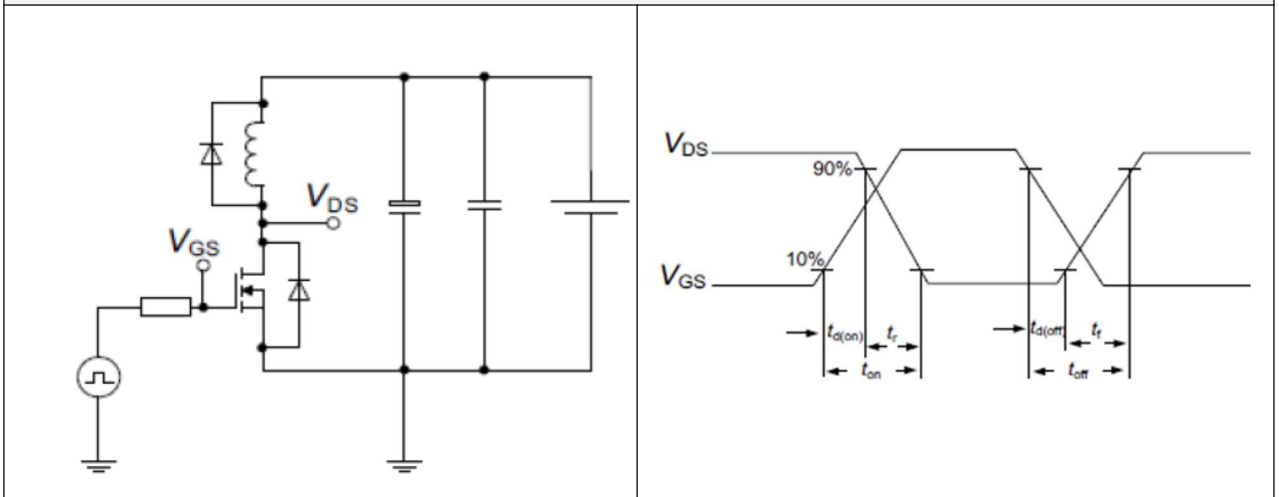 VDS
VGS
VDS
90%
10%
VGS
td(on)
tr
td(off)
tf
ton
toff